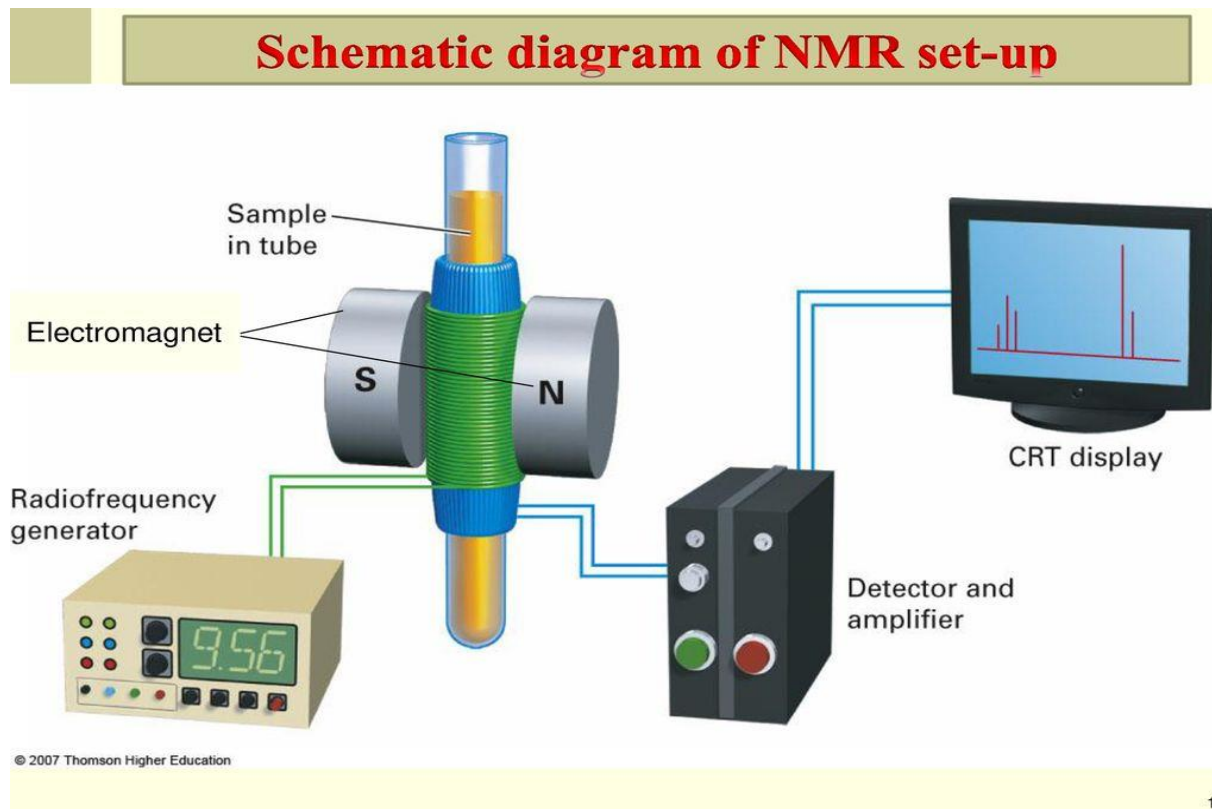 Schematic diagram of NMR set-up
Sample
in tube
Electromagnet
S
N
CRT display
Radiofrequency
generator
9.56
Detector and
amplifier
© 2007 Thomson Higher Education
1